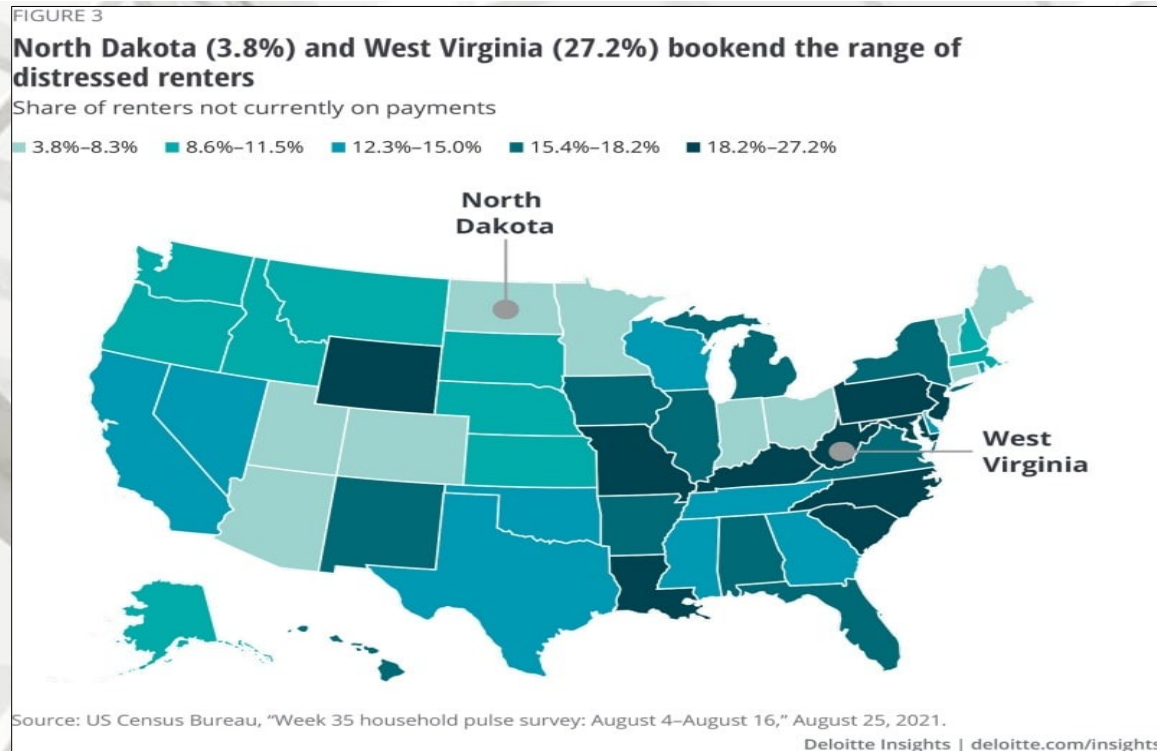 FIGURE 3
North Dakota (3.8%) and West Virginia (27.2%) bookend the range of
distressed renters
Share of renters not currently on payments
3.8%–8.3% 8.6%–11.5% 12.3%–15.0% 15.4%–18.2% 18.2%–27.2%
North
Dakota
West
Virginia
Source: US Census Bureau, “Week 35 household pulse survey: August 4–August 16,” August 25, 2021.
Deloitte Insights | deloitte.com/insights